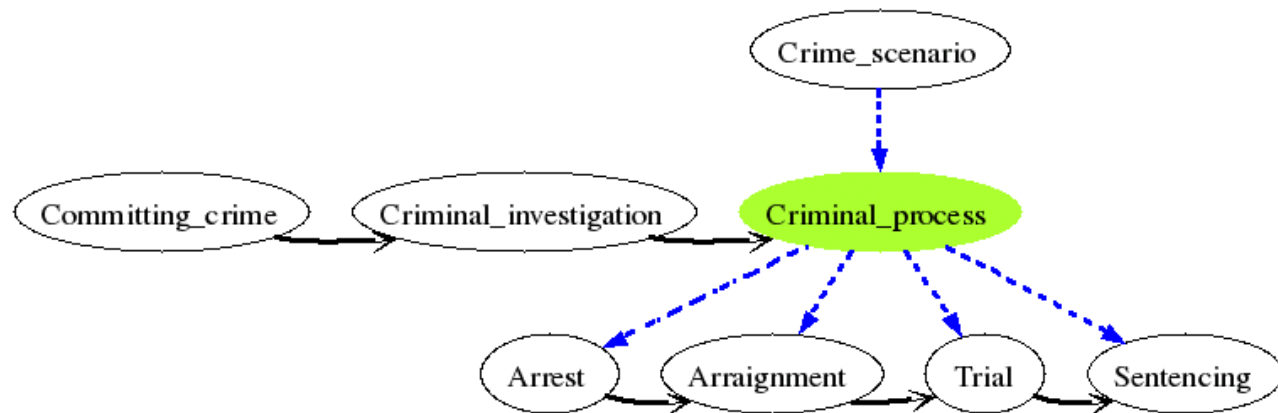 Crime_scenario
Committing_crime
Criminal_investigation
Criminal_process
Arrest
Arraignment
Trial
Sentencing